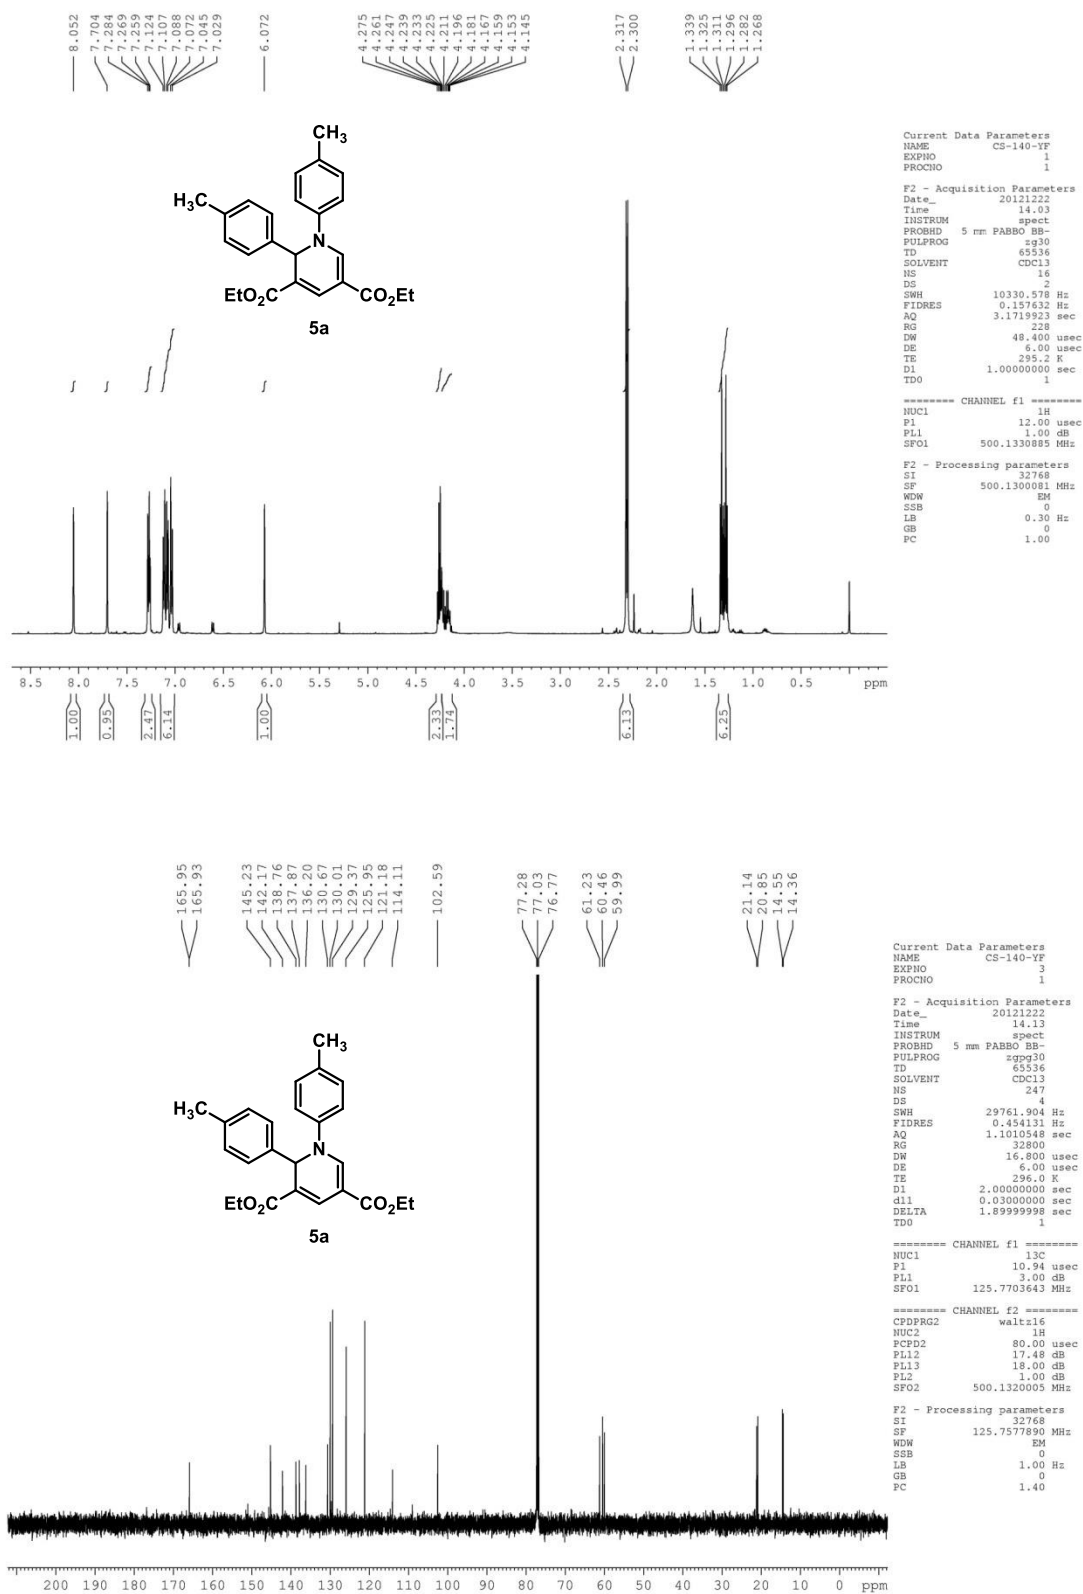 8.052
7.704
7.284
7.269
7.259
7.124
7.107
7.088
7.072
7.045
7.029
6.072
4.275
4.261
4.247
4.239
4.233
4.225
4.211
4.196
4.181
4.167
4.159
4.153
4.145
2.317
2.300
1.339
1.325
1.311
1.296
1.282
1.268
CH3
H3C
N
EtO2C
CO2Et
5a
Current Data Parameters
NAME CS-140-YF
EXPNO 1
PROCNO 1
F2 - Acquisition Parameters
Date_ 20121222
Time 14.03
INSTRUM spect
PROBHD 5 mm PABBO BB-
PULPROG zg30
TD 65536
SOLVENT CDCl3
NS 16
DS 2
SWH 10330.578 Hz
FIDRES 0.157632 Hz
AQ 3.1719923 sec
RG 228
DW 48.400 usec
DE 6.00 usec
TE 295.2 K
D1 1.00000000 sec
TD0 1
======== CHANNEL f1 ========
NUC1 1H
P1 12.00 usec
PL1 1.00 dB
SFO1 500.1330885 MHz
F2 - Processing parameters
SI 32768
SF 500.1300081 MHz
WDW EM
SSB 0
LB 0.30 Hz
GB 0
PC 1.00
8.5 8.0 7.5 7.0 6.5 6.0 5.5 5.0 4.5 4.0 3.5 3.0 2.5 2.0 1.5 1.0 0.5 ppm
1.00
0.95
2.47
6.14
1.00
2.33
1.74
6.13
6.25
165.95
165.93
145.23
142.17
138.76
137.87
136.20
130.67
130.01
129.37
125.95
121.18
114.11
102.59
77.28
77.03
76.77
61.23
60.46
59.99
21.14
20.85
14.55
14.36
CH3
H3C
N
EtO2C
CO2Et
5a
Current Data Parameters
NAME CS-140-YF
EXPNO 3
PROCNO 1
F2 - Acquisition Parameters
Date_ 20121222
Time 14.13
INSTRUM spect
PROBHD 5 mm PABBO BB-
PULPROG zgpg30
TD 65536
SOLVENT CDCl3
NS 247
DS 4
SWH 29761.904 Hz
FIDRES 0.454131 Hz
AQ 1.1010548 sec
RG 32800
DW 16.800 usec
DE 6.00 usec
TE 296.0 K
D1 2.00000000 sec
d11 0.03000000 sec
DELTA 1.89999998 sec
TD0 1
======== CHANNEL f1 ========
NUC1 13C
P1 10.94 usec
PL1 3.00 dB
SFO1 125.7703643 MHz
======== CHANNEL f2 ========
CPDPRG2 waltz16
NUC2 1H
PCPD2 80.00 usec
PL12 17.48 dB
PL13 18.00 dB
PL2 1.00 dB
SFO2 500.1320005 MHz
F2 - Processing parameters
SI 32768
SF 125.7577890 MHz
WDW EM
SSB 0
LB 1.00 Hz
GB 0
PC 1.40
200 190 180 170 160 150 140 130 120 110 100 90 80 70 60 50 40 30 20 10 0 ppm